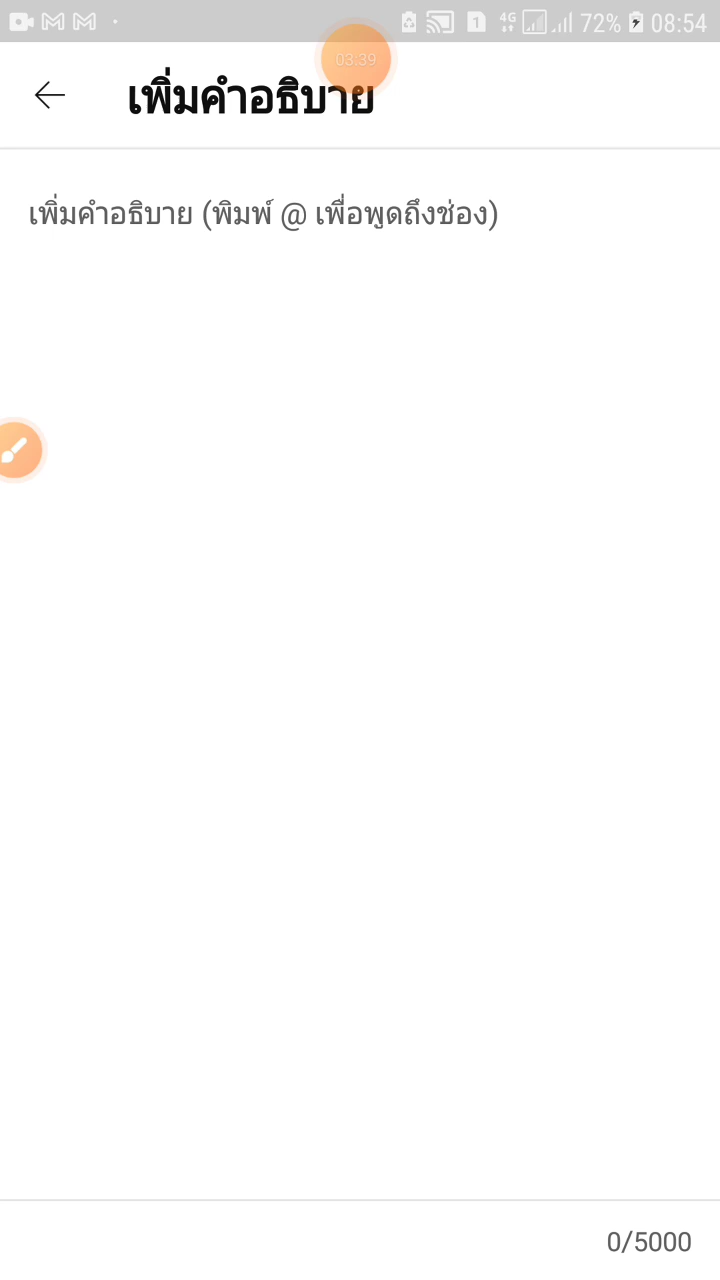 1 4G 72% 08:54
03:39
เพิ่มคำอธิบาย
เพิ่มคำอธิบาย (พิมพ์ @ เพื่อพูดถึงช่อง)
0/5000